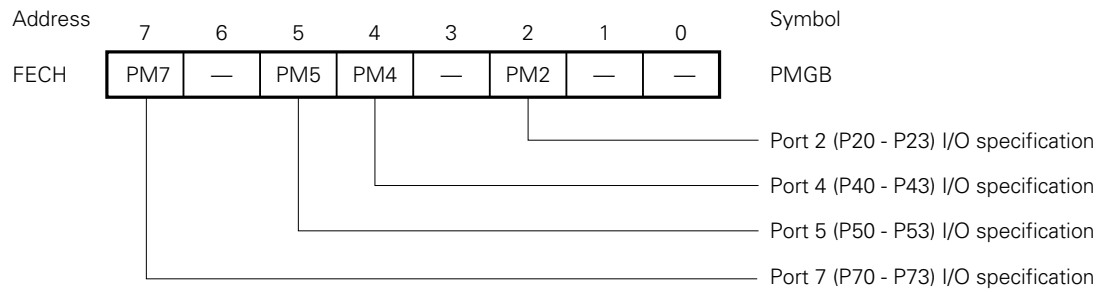 Address 7 6 5 4 3 2 1 0 Symbol
FECH PM7 — PM5 PM4 — PM2 — — PMGB
Port 2 (P20 - P23) I/O specification
Port 4 (P40 - P43) I/O specification
Port 5 (P50 - P53) I/O specification
Port 7 (P70 - P73) I/O specification